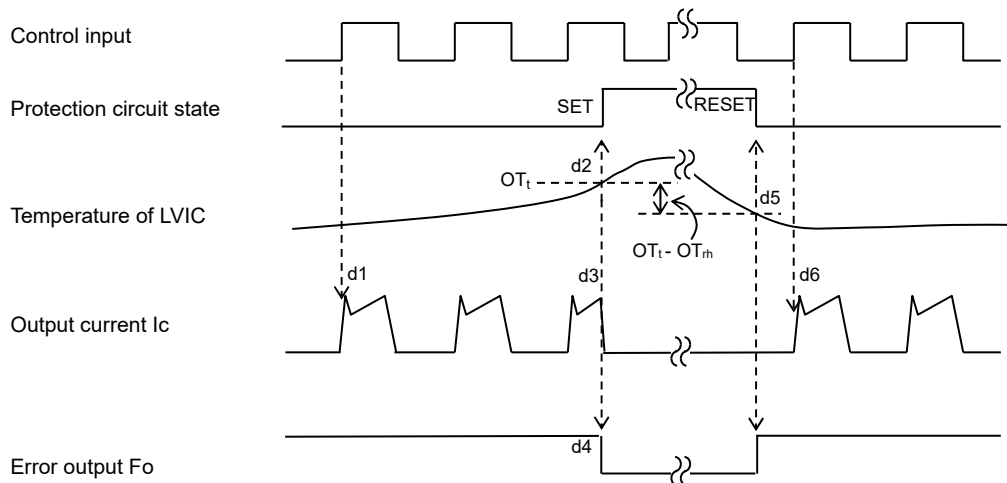 Control input
Protection circuit state
SET
RESET
d2
OTt
d5
Temperature of LVIC
OTt - OTrh
d1
d3
d6
Output current Ic
d4
Error output Fo